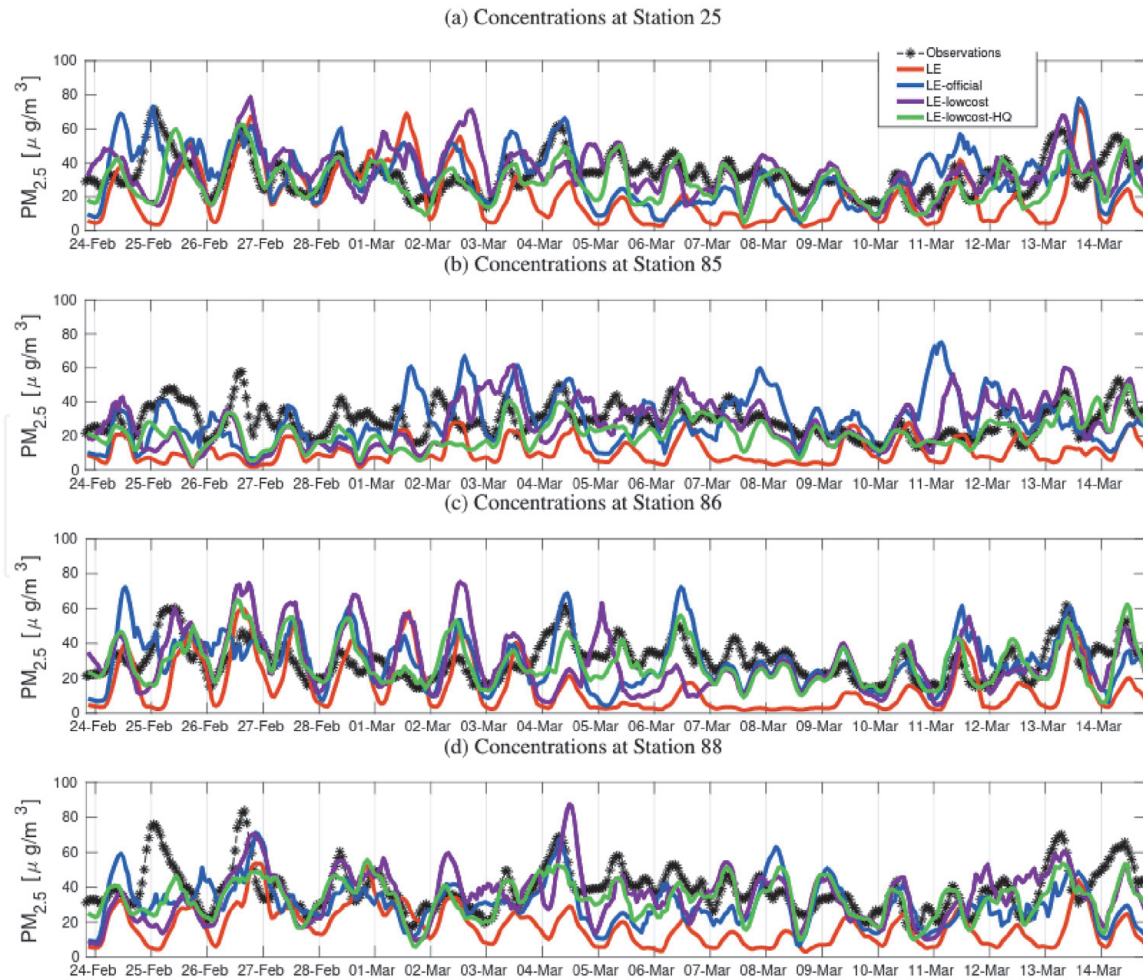 (a) Concentrations at Station 25
PM2.5 [μ g/m 3]
100
80
60
40
20
0
Observations
LE
LE-official
LE-lowcost
LE-lowcost-HQ
24-Feb 25-Feb 26-Feb 27-Feb 28-Feb 01-Mar 02-Mar 03-Mar 04-Mar 05-Mar 06-Mar 07-Mar 08-Mar 09-Mar 10-Mar 11-Mar 12-Mar 13-Mar 14-Mar
(b) Concentrations at Station 85
PM2.5 [μ g/m 3]
100
80
60
40
20
0
24-Feb 25-Feb 26-Feb 27-Feb 28-Feb 01-Mar 02-Mar 03-Mar 04-Mar 05-Mar 06-Mar 07-Mar 08-Mar 09-Mar 10-Mar 11-Mar 12-Mar 13-Mar 14-Mar
(c) Concentrations at Station 86
PM2.5 [μ g/m 3]
100
80
60
40
20
0
24-Feb 25-Feb 26-Feb 27-Feb 28-Feb 01-Mar 02-Mar 03-Mar 04-Mar 05-Mar 06-Mar 07-Mar 08-Mar 09-Mar 10-Mar 11-Mar 12-Mar 13-Mar 14-Mar
(d) Concentrations at Station 88
PM2.5 [μ g/m 3]
100
80
60
40
20
0
24-Feb 25-Feb 26-Feb 27-Feb 28-Feb 01-Mar 02-Mar 03-Mar 04-Mar 05-Mar 06-Mar 07-Mar 08-Mar 09-Mar 10-Mar 11-Mar 12-Mar 13-Mar 14-Mar